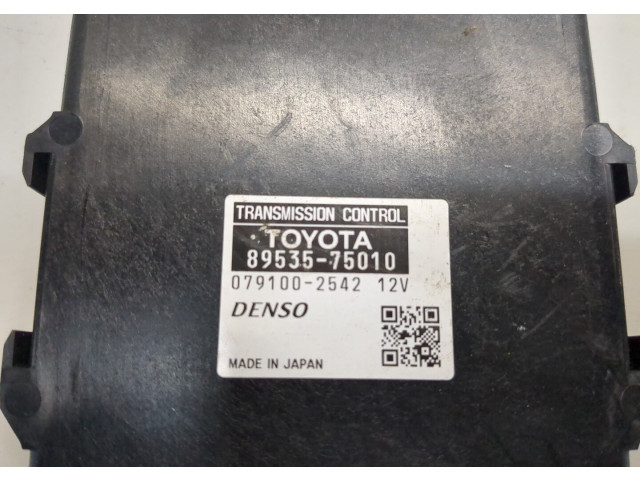 TRANSMISSION CONTROL
TOYOTA
89535-75010
079100-2542 12V
DENSO
MADE IN JAPAN